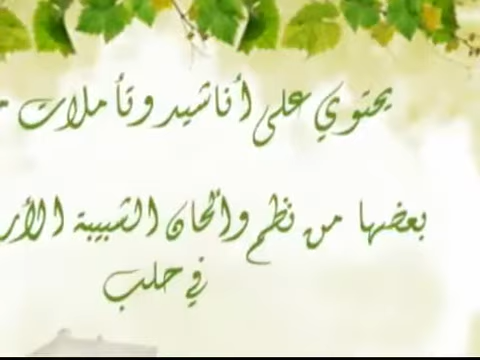 يحتوي على أناشيد وتأملات
بعضها من نظم وألحان الشبيبة
في حلب